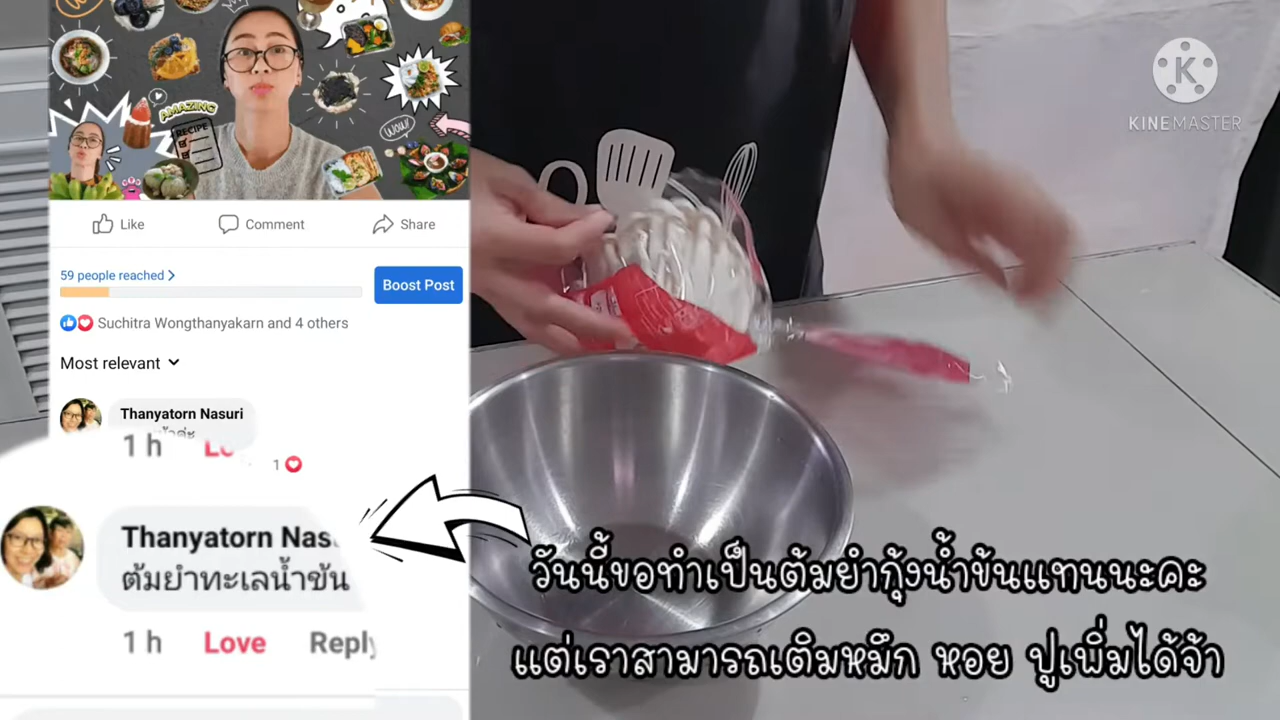 AMAZING
RECIPE
WOW!
Like
Comment
Share
59 people reached
Boost Post
Suchitra Wongthanyakarn and 4 others
Most relevant
Thanyatorn Nasuri
1 h
1
Thanyatorn Nas
ต้มยำทะเลน้ำข้น
1 h Love Reply
K
KINEMASTER
วันนี้ขอทำเป็นต้มยำกุ้งน้ำข้นแทนนะคะ
แต่เราสามารถเติมหมึก หอย ปูเพิ่มได้จ้า